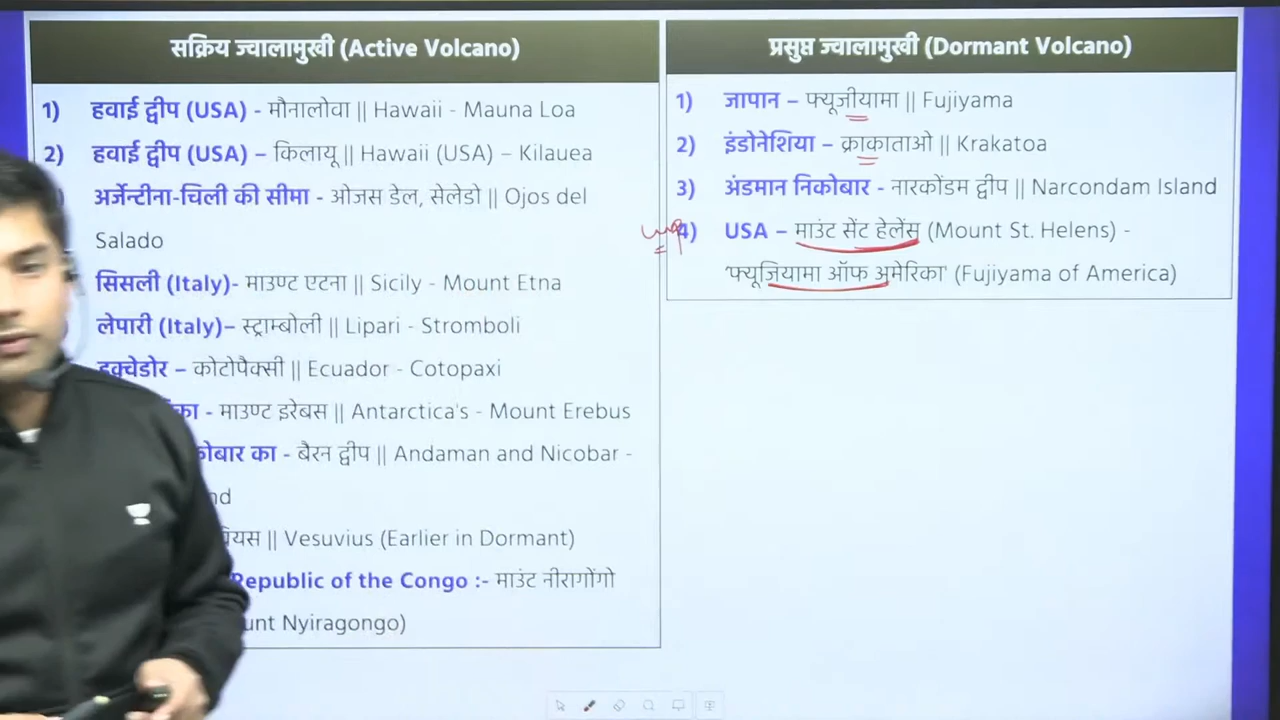 सक्रिय ज्वालामुखी (Active Volcano)
1) हवाई द्वीप (USA) - मौनालोवा || Hawaii - Mauna Loa
2) हवाई द्वीप (USA) – किलायू || Hawaii (USA) – Kilauea
अर्जेन्टीना-चिली की सीमा - ओजस डेल, सेलेडो || Ojos del
Salado
सिसली (Italy)- माउण्ट एटना || Sicily - Mount Etna
लेपारी (Italy)– स्ट्राम्बोली || Lipari - Stromboli
इक्वेडोर – कोटोपैक्सी || Ecuador - Cotopaxi
- माउण्ट इरेबस || Antarctica's - Mount Erebus
का - बैरन द्वीप || Andaman and Nicobar -
|| Vesuvius (Earlier in Dormant)
Republic of the Congo :- माउंट नीरागोंगो
Nyiragongo)
प्रसुप्त ज्वालामुखी (Dormant Volcano)
1) जापान – फ्यूजीयामा || Fujiyama
2) इंडोनेशिया – क्राकाताओ || Krakatoa
3) अंडमान निकोबार - नारकोंडम द्वीप || Narcondam Island
4) USA – माउंट सेंट हेलेंस (Mount St. Helens) -
'फ्यूजियामा ऑफ अमेरिका' (Fujiyama of America)